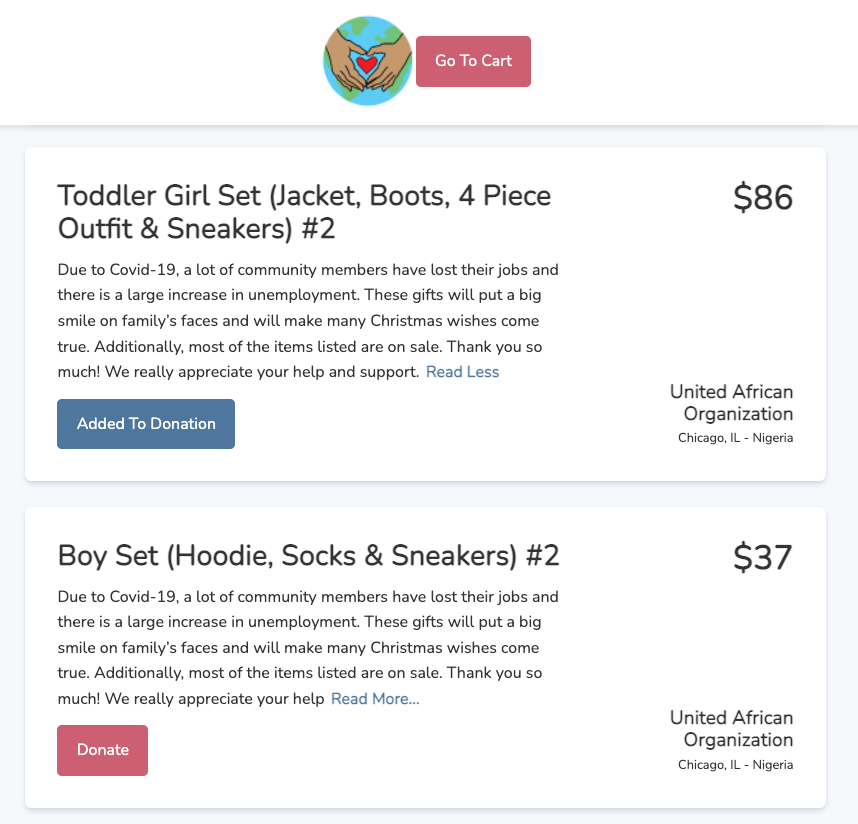 Go To Cart
Toddler Girl Set (Jacket, Boots, 4 Piece
Outfit & Sneakers) #2
$86
Due to Covid-19, a lot of community members have lost their jobs and
there is a large increase in unemployment. These gifts will put a big
smile on family’s faces and will make many Christmas wishes come
true. Additionally, most of the items listed are on sale. Thank you so
much! We really appreciate your help and support. Read Less
Added To Donation
United African
Organization
Chicago, IL - Nigeria
Boy Set (Hoodie, Socks & Sneakers) #2
$37
Due to Covid-19, a lot of community members have lost their jobs and
there is a large increase in unemployment. These gifts will put a big
smile on family’s faces and will make many Christmas wishes come
true. Additionally, most of the items listed are on sale. Thank you so
much! We really appreciate your help Read More...
Donate
United African
Organization
Chicago, IL - Nigeria